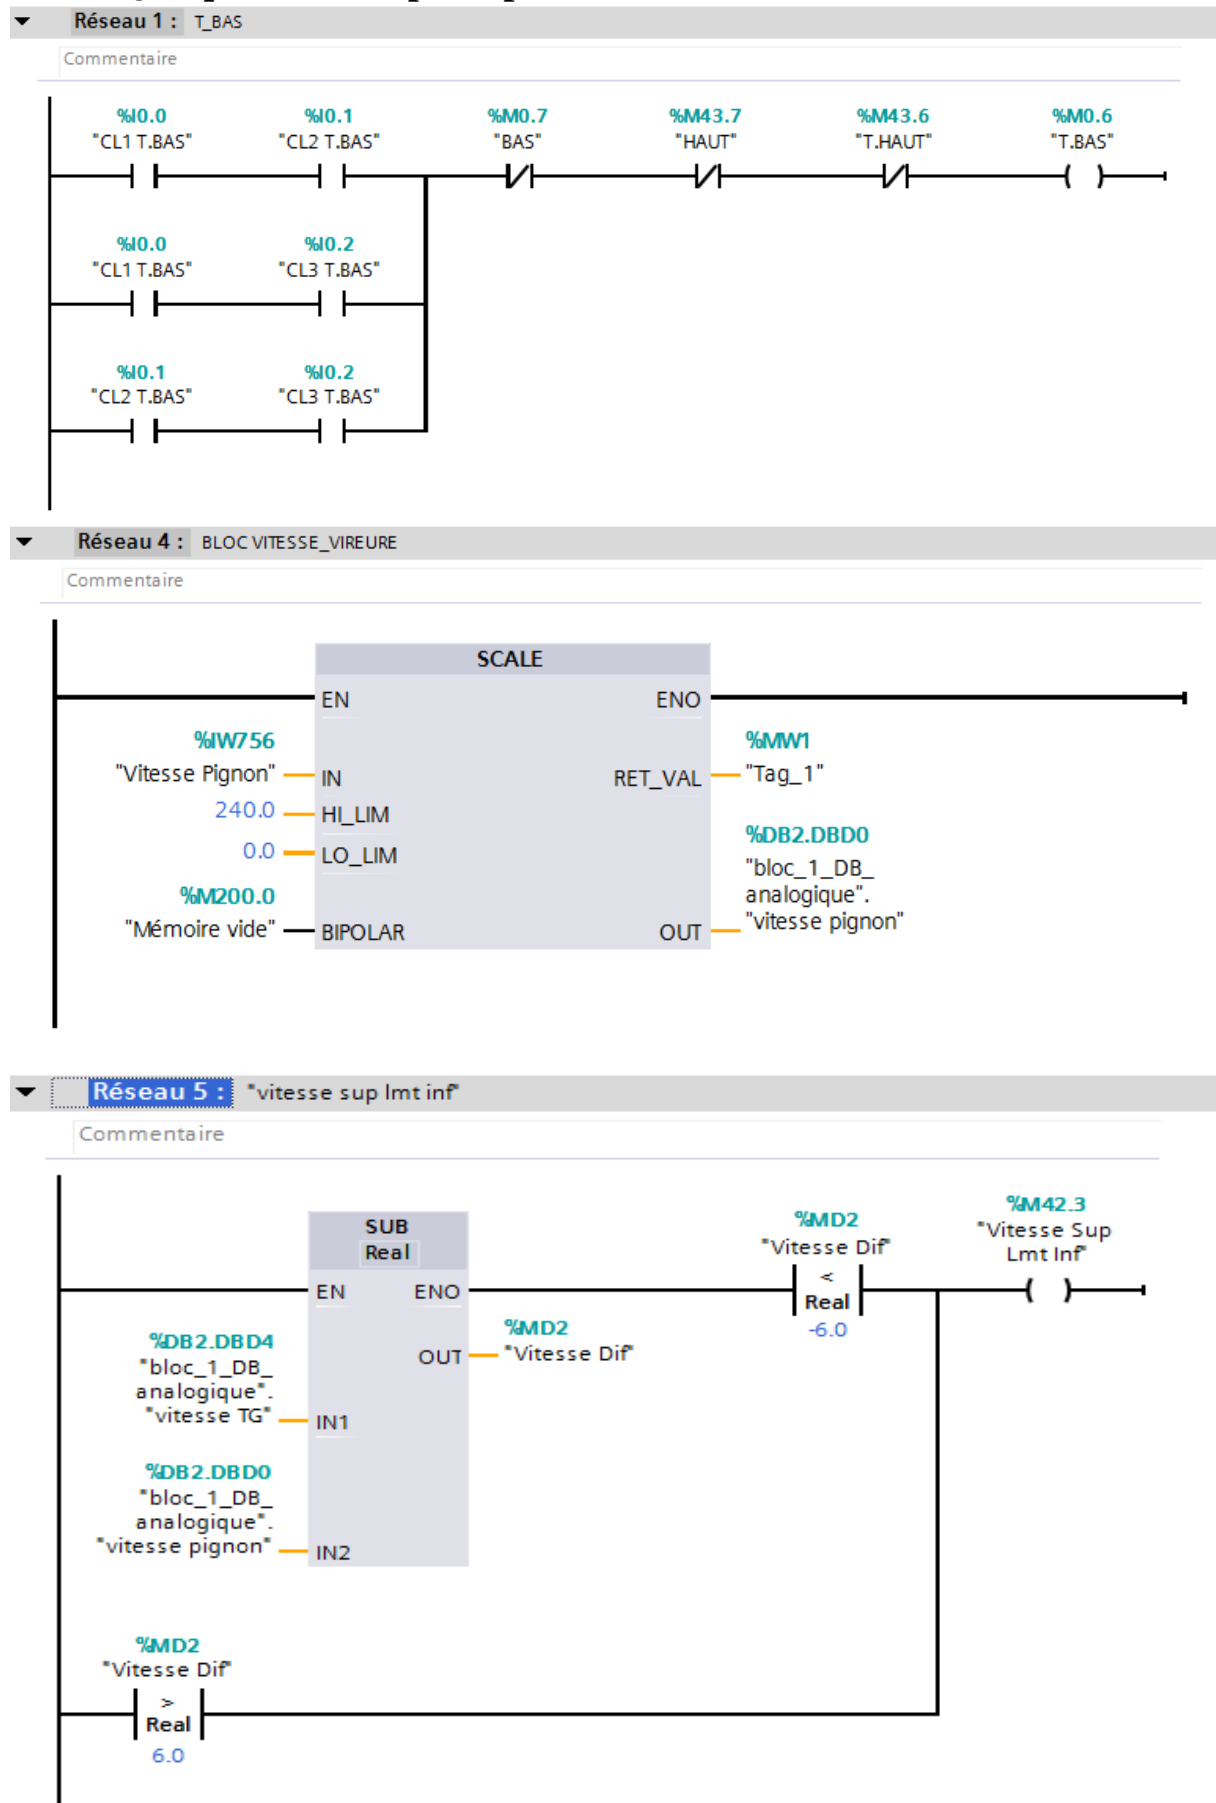 Réseau 1 : T_BAS
Commentaire
%I0.0 %I0.1 %M0.7 %M43.7 %M43.6 %M0.6
"CL1 T.BAS" "CL2 T.BAS" "BAS" "HAUT" "T.HAUT" "T.BAS"
%I0.0 %I0.2
"CL1 T.BAS" "CL3 T.BAS"
%I0.1 %I0.2
"CL2 T.BAS" "CL3 T.BAS"
Réseau 4 : BLOC VITESSE_VIREURE
Commentaire
SCALE
EN ENO
%IW756 %MW1
"Vitesse Pignon" IN RET_VAL "Tag_1"
240.0 HI_LIM
%DB2.DBD0
0.0 LO_LIM
"bloc_1_DB_
%M200.0 analogique".
"vitesse pignon"
"Mémoire vide" BIPOLAR OUT
Réseau 5 : "vitesse sup lmt inf"
Commentaire
%M42.3
"Vitesse Sup
Lmt Inf"
SUB
Real
%MD2
"Vitesse Dif"
EN ENO
<
Real
-6.0
%MD2
OUT "Vitesse Dif"
%DB2.DBD4
"bloc_1_DB_
analogique".
"vitesse TG" IN1
%DB2.DBD0
"bloc_1_DB_
analogique".
"vitesse pignon" IN2
%MD2
"Vitesse Dif"
>
Real
6.0